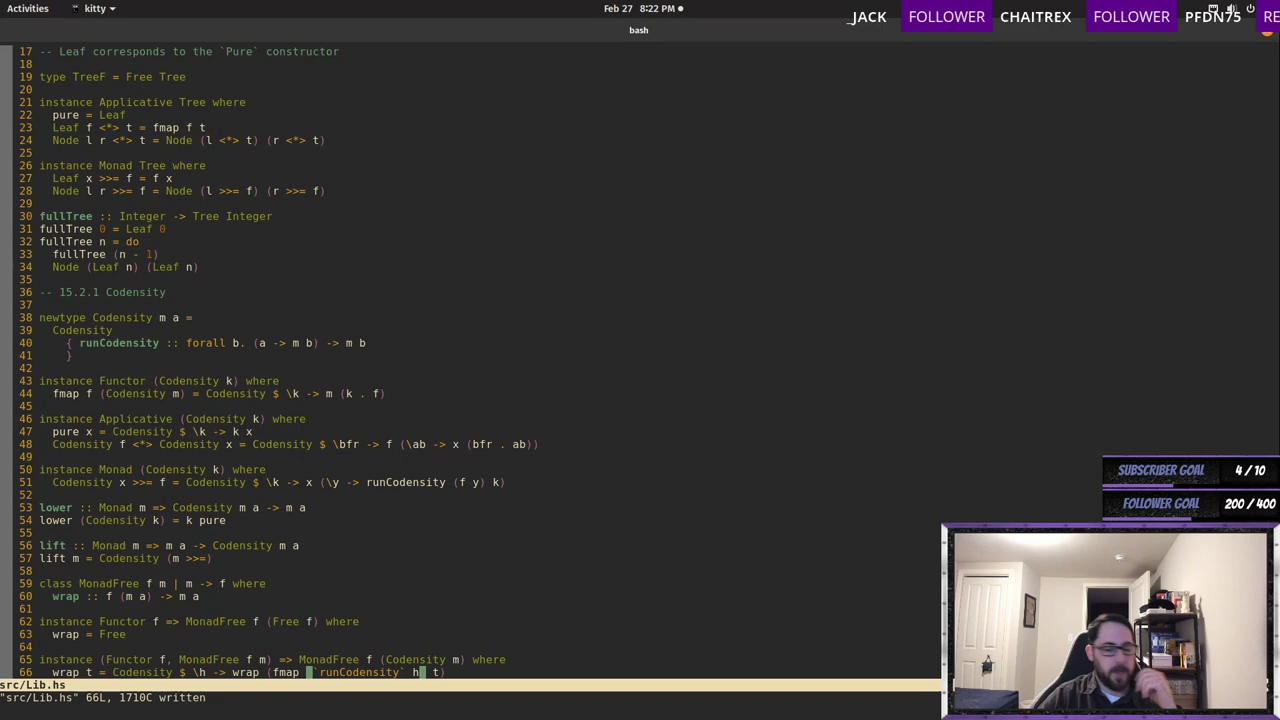 Activities
kitty
Feb 27 8:22 PM
_JACK
FOLLOWER
CHAITREX
FOLLOWER
PFDN75
RE
bash
17 -- Leaf corresponds to the `Pure` constructor
18
19 type TreeF = Free Tree
20
21 instance Applicative Tree where
22   pure = Leaf
23   Leaf f <*> t = fmap f t
24   Node l r <*> t = Node (l <*> t) (r <*> t)
25
26 instance Monad Tree where
27   Leaf x >>= f = f x
28   Node l r >>= f = Node (l >>= f) (r >>= f)
29
30 fullTree :: Integer -> Tree Integer
31 fullTree 0 = Leaf 0
32 fullTree n = do
33   fullTree (n - 1)
34   Node (Leaf n) (Leaf n)
35
36 -- 15.2.1 Codensity
37
38 newtype Codensity m a =
39   Codensity
40     { runCodensity :: forall b. (a -> m b) -> m b
41     }
42
43 instance Functor (Codensity k) where
44   fmap f (Codensity m) = Codensity $ \k -> m (k . f)
45
46 instance Applicative (Codensity k) where
47   pure x = Codensity $ \k -> k x
48   Codensity f <*> Codensity x = Codensity $ \bfr -> f (\ab -> x (bfr . ab))
49
50 instance Monad (Codensity k) where
51   Codensity x >>= f = Codensity $ \k -> x (\y -> runCodensity (f y) k)
52
53 lower :: Monad m => Codensity m a -> m a
54 lower (Codensity k) = k pure
55
56 lift :: Monad m => m a -> Codensity m a
57 lift m = Codensity (m >>=)
58
59 class MonadFree f m | m -> f where
60   wrap :: f (m a) -> m a
61
62 instance Functor f => MonadFree f (Free f) where
63   wrap = Free
64
65 instance (Functor f, MonadFree f m) => MonadFree f (Codensity m) where
66   wrap t = Codensity $ \h -> wrap (fmap (`runCodensity` h) t)
src/Lib.hs
"src/Lib.hs" 66L, 1710C written
SUBSCRIBER GOAL
4 / 10
FOLLOWER GOAL
200 / 400